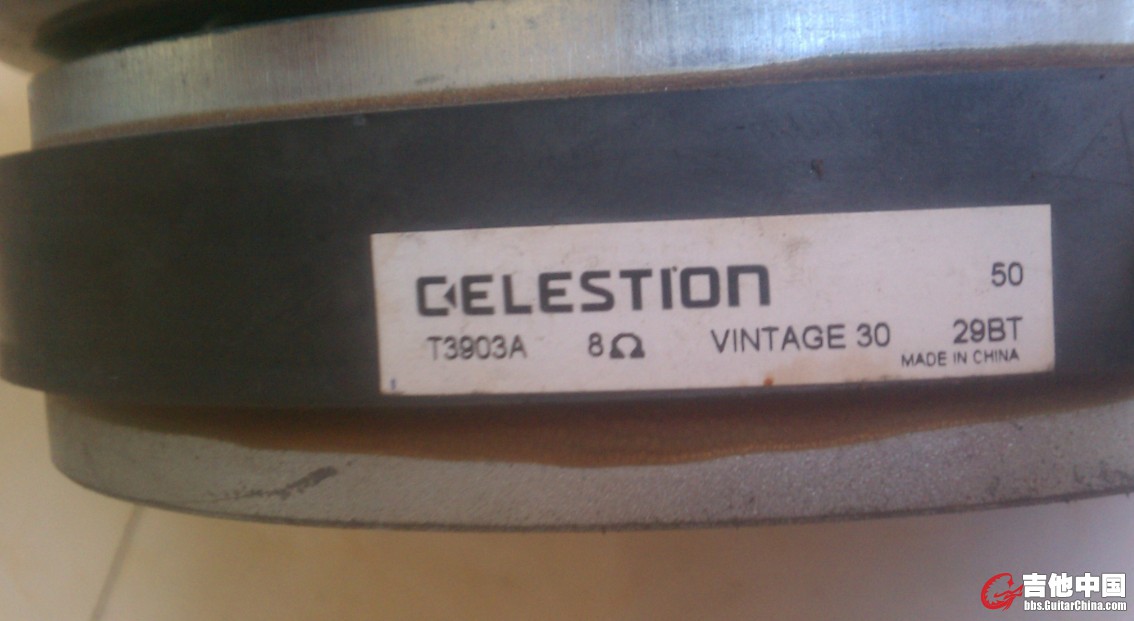 CELESTION 50
T3903A 8Ω VINTAGE 30 29BT
MADE IN CHINA
吉他中国
bbs.GuitarChina.com